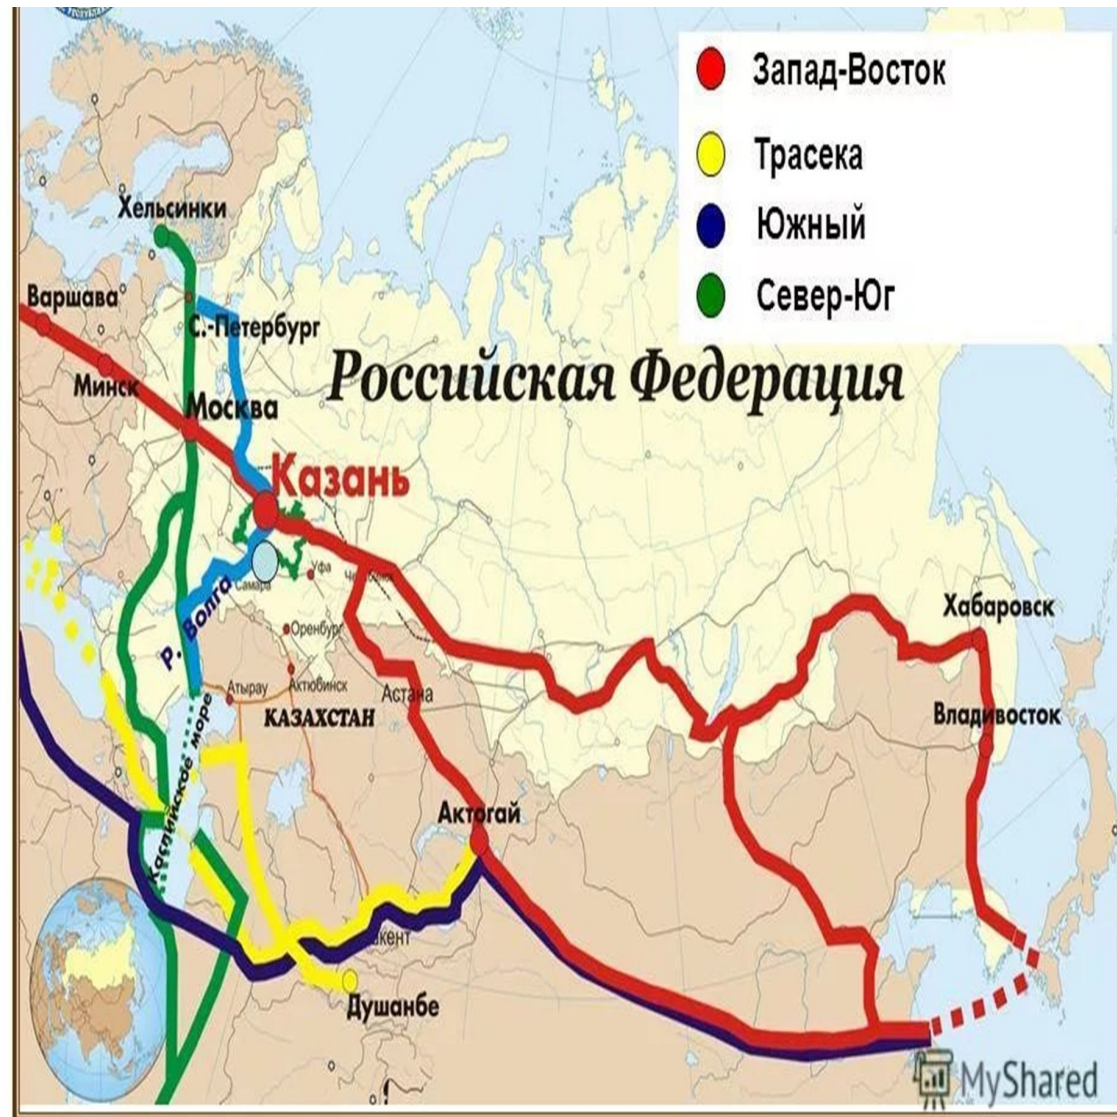 Запад-Восток
Трасека
Южный
Север-Юг
Хельсинки
Варшава
С.-Петербург
Минск
Москва
Российская Федерация
Казань
Уфа
Самара
Р. Волга
Оренбург
Хабаровск
Атырау
Актюбинск
Астана
КАЗАХСТАН
Владивосток
Каспийское море
Актогай
кент
Душанбе
MyShared